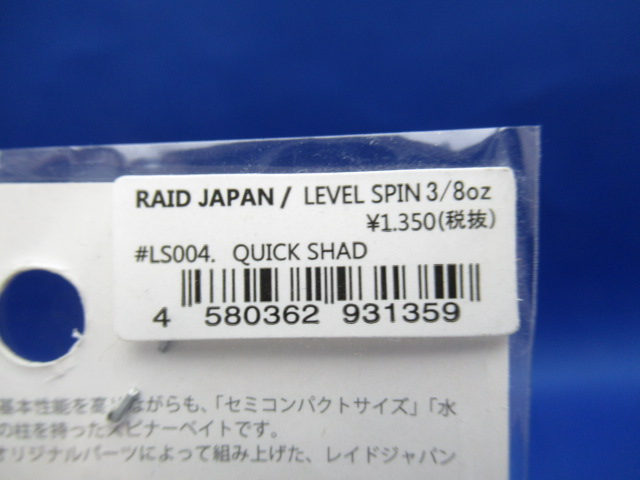 RAID JAPAN / LEVEL SPIN 3/8oz
¥1.350(税抜)
#LS004. QUICK SHAD
4 580362 931359
基本性能を高めながらも、「セミコンパクトサイズ」「水
の柱を持ったスピナーベイトです。
オリジナルパーツによって組み上げた、レイドジャパン